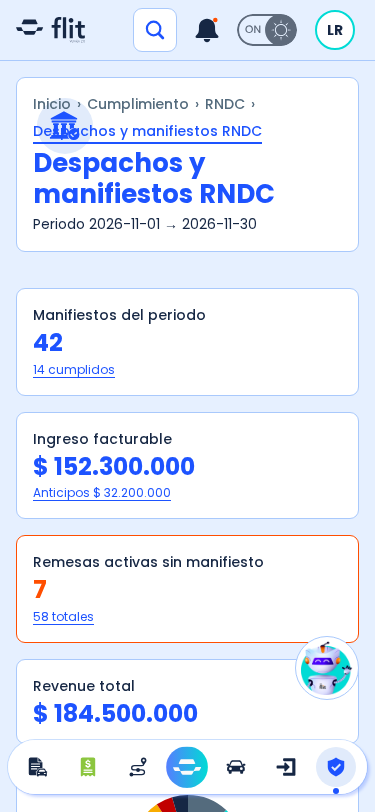 flit
ON
LR
Inicio › Cumplimiento › RNDC ›
Despachos y manifiestos RNDC
Despachos y
manifiestos RNDC
Periodo 2026-11-01 → 2026-11-30
Manifiestos del periodo
42
14 cumplidos
Ingreso facturable
$ 152.300.000
Anticipos $ 32.200.000
Remesas activas sin manifiesto
7
58 totales
Revenue total
$ 184.500.000